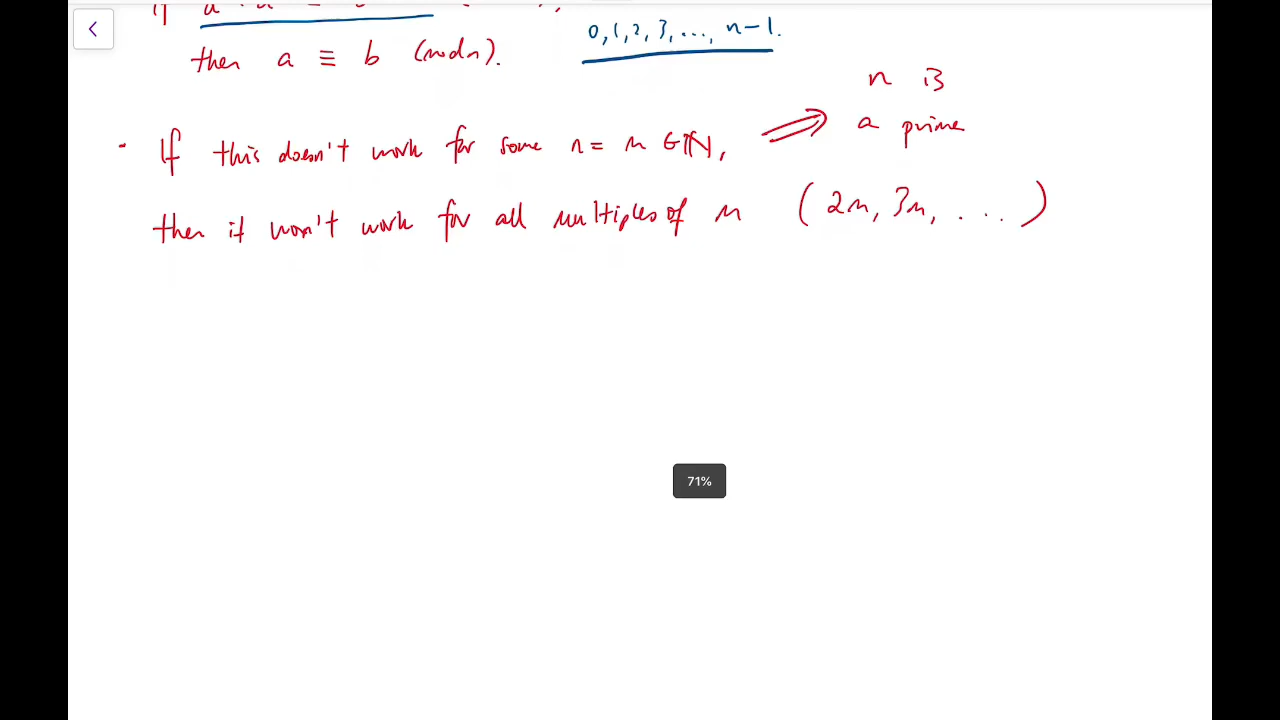 If
0, 1, 2, 3, ..., n-1.
then a ≡ b (mod n).
n is
a prime
• If this doesn't work for some n = m ∈ ℕ, ⟹
then it won't work for all multiples of m (2m, 3m, ....)
71%